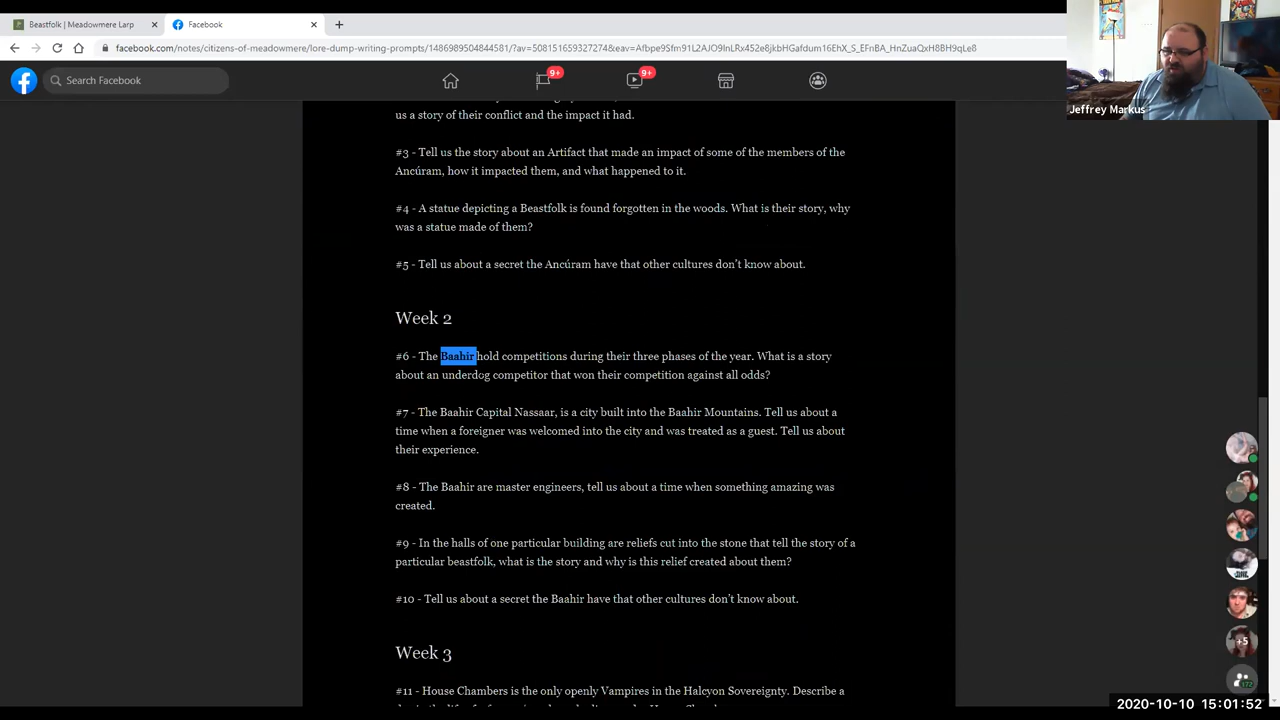 Beastfolk | Meadowmere Larp
Facebook
facebook.com/notes/citizens-of-meadowmere/lore-dump-writing-prompts/1486989504844581/?av=508151659327274&eav=
Search Facebook
9+
9+
Jeffrey Markus
us a story of their conflict and the impact it had.
#3 - Tell us the story about an Artifact that made an impact of some of the members of the
Ancúram, how it impacted them, and what happened to it.
#4 - A statue depicting a Beastfolk is found forgotten in the woods. What is their story, why
was a statue made of them?
#5 - Tell us about a secret the Ancúram have that other cultures don't know about.
Week 2
#6 - The Baahir hold competitions during their three phases of the year. What is a story
about an underdog competitor that won their competition against all odds?
#7 - The Baahir Capital Nassaar, is a city built into the Baahir Mountains. Tell us about a
time when a foreigner was welcomed into the city and was treated as a guest. Tell us about
their experience.
#8 - The Baahir are master engineers, tell us about a time when something amazing was
created.
#9 - In the halls of one particular building are reliefs cut into the stone that tell the story of a
particular beastfolk, what is the story and why is this relief created about them?
#10 - Tell us about a secret the Baahir have that other cultures don't know about.
+5
Week 3
#11 - House Chambers is the only openly Vampires in the Halcyon Sovereignty. Describe a
2020-10-10 15:01:52